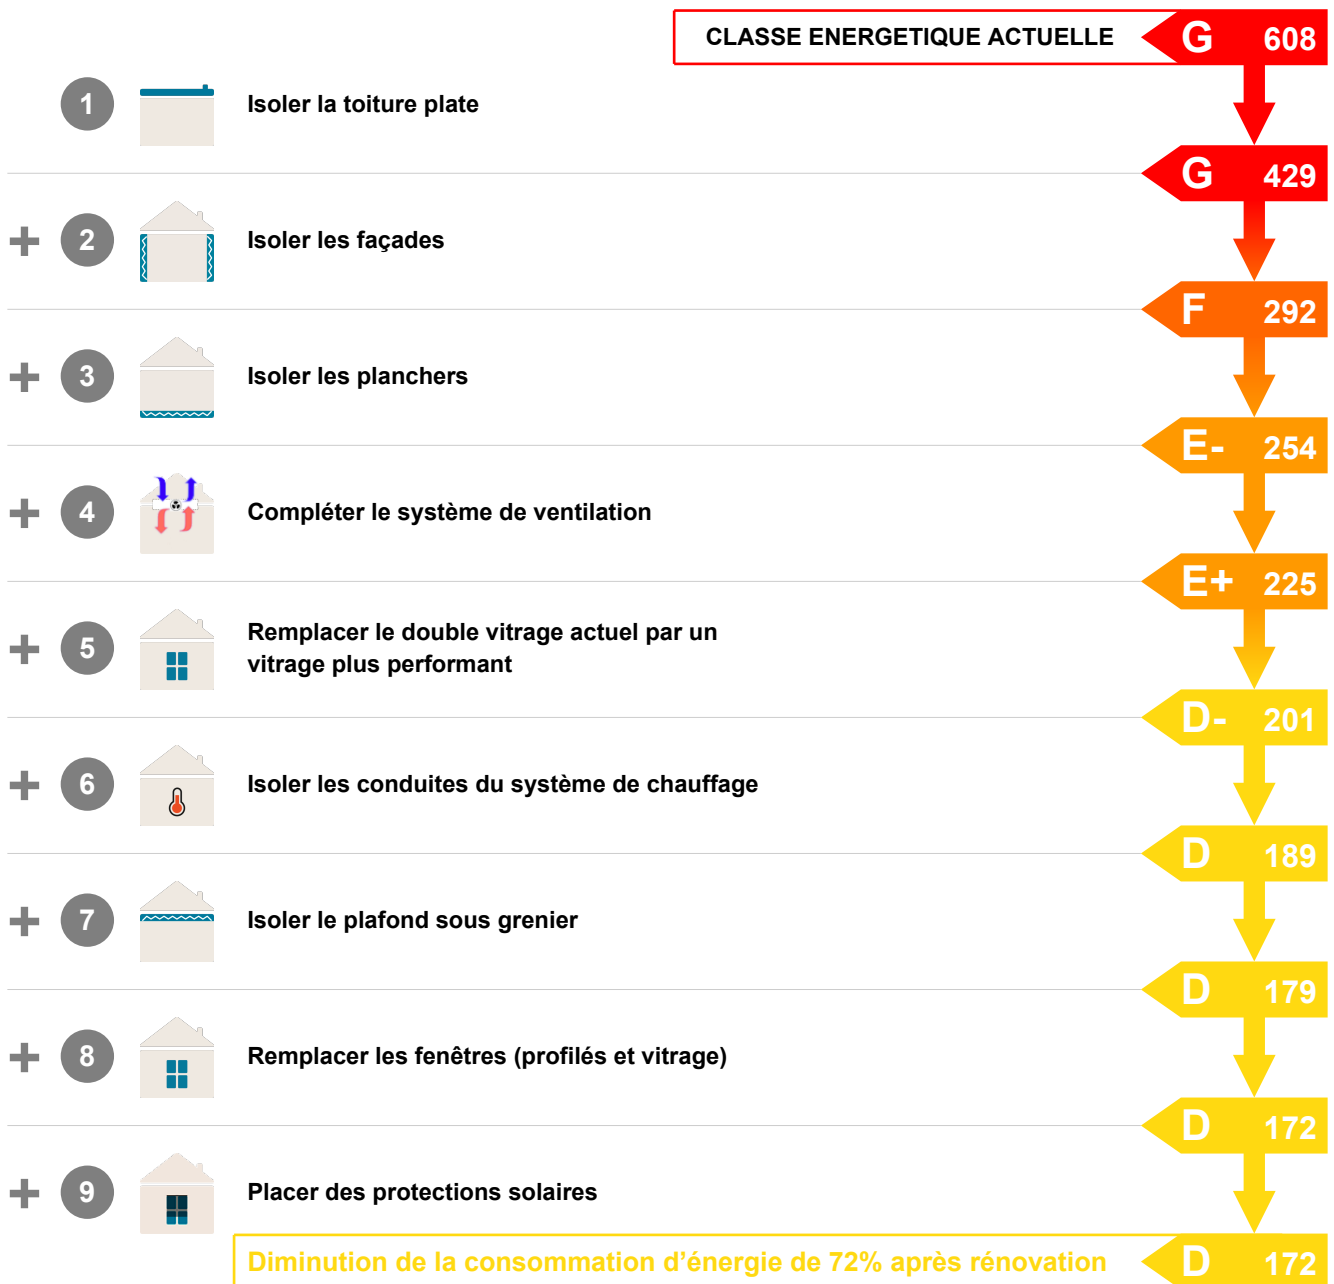 CLASSE ENERGETIQUE ACTUELLE G 608
1 Isoler la toiture plate
G 429
+ 2 Isoler les façades
F 292
+ 3 Isoler les planchers
E- 254
+ 4 Compléter le système de ventilation
E+ 225
+ 5 Remplacer le double vitrage actuel par un
vitrage plus performant
D- 201
+ 6 Isoler les conduites du système de chauffage
D 189
+ 7 Isoler le plafond sous grenier
D 179
+ 8 Remplacer les fenêtres (profilés et vitrage)
D 172
+ 9 Placer des protections solaires
Diminution de la consommation d’énergie de 72% après rénovation D 172